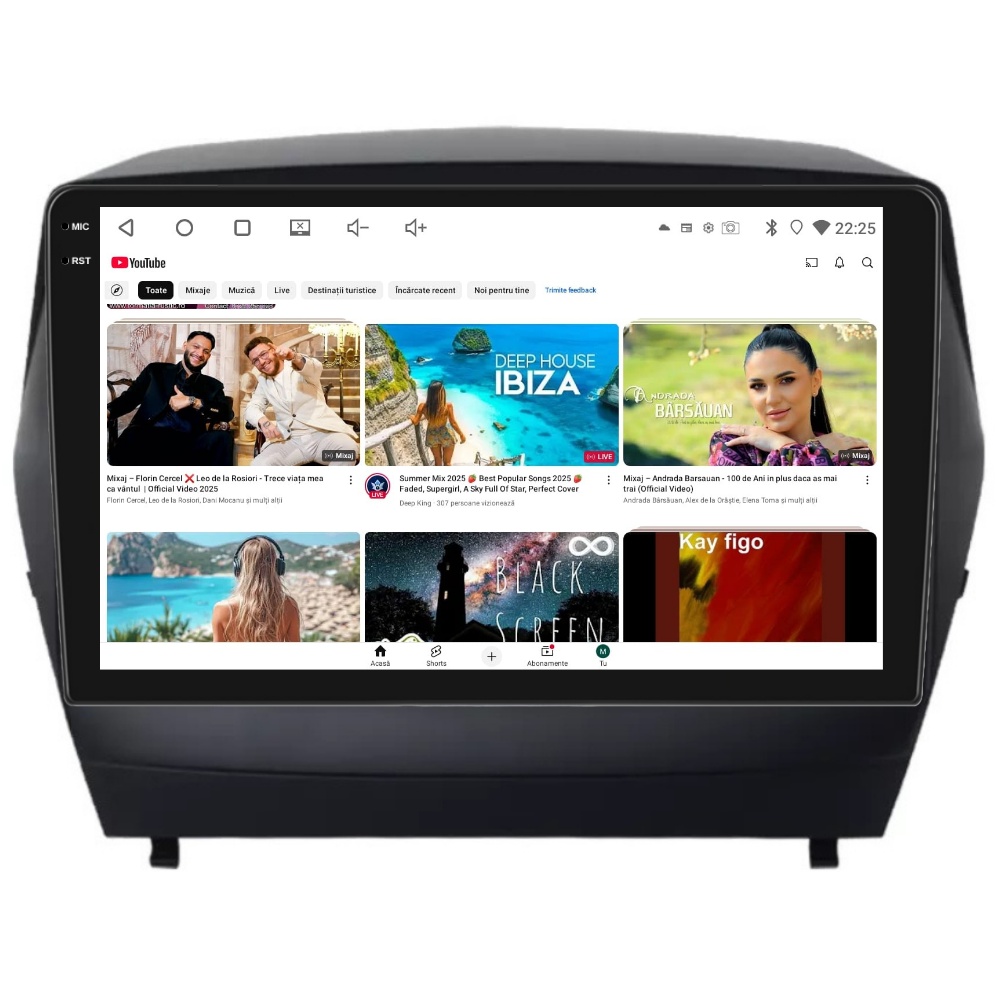 MIC
22:25
RST
YouTube
Toate Mixaje Muzică Live Destinații turistice Încărcate recent Noi pentru tine Trimite feedback
DEEP HOUSE
IBIZA
ANDRADA
BÂRSĂUAN
Mixaj
LIVE
Mixaj
Mixaj – Florin Cercel ❌ Leo de la Rosiori - Trece viața mea
ca vântul | Official Video 2025
Florin Cercel, Leo de la Rosiori, Dani Mocanu și mulți alții
LIVE
Summer Mix 2025 🍓 Best Popular Songs 2025 🍓
Faded, Supergirl, A Sky Full Of Star, Perfect Cover
Deep King · 307 persoane vizionează
Mixaj – Andrada Barsauan - 100 de Ani in plus daca as mai
trai (Official Video)
Andrada Bârsăuan, Alex de la Orăștie, Elena Toma și mulți alții
BLACK
SCREEN
Kay figo
Acasă Shorts Abonamente M Tu